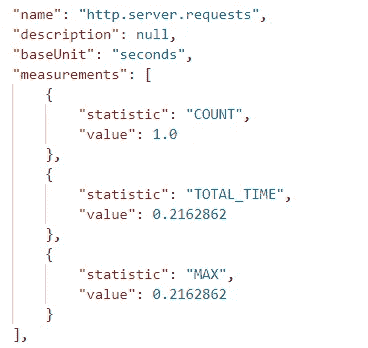 "name": "http.server.requests",
"description": null,
"baseUnit": "seconds",
"measurements": [
{
"statistic": "COUNT",
"value": 1.0
},
{
"statistic": "TOTAL_TIME",
"value": 0.2162862
},
{
"statistic": "MAX",
"value": 0.2162862
}
],